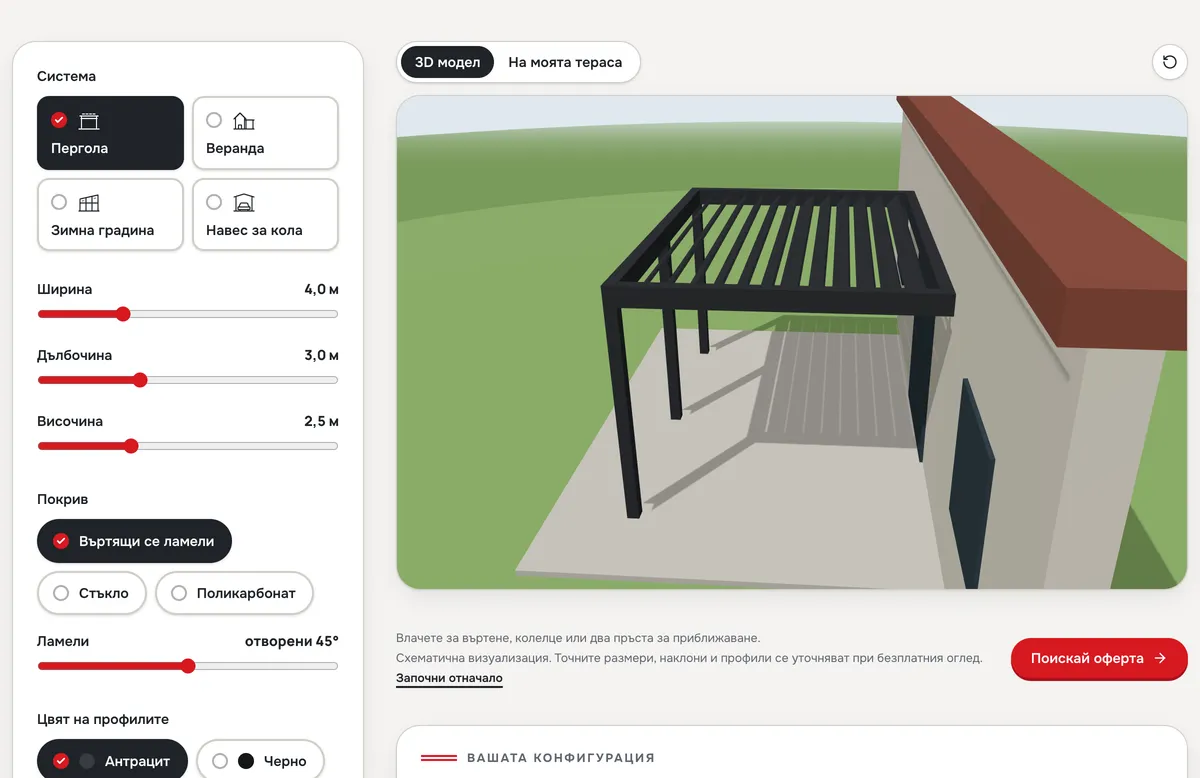 Система
Пергола
Веранда
Зимна градина
Навес за кола
Ширина 4,0 м
Дълбочина 3,0 м
Височина 2,5 м
Покрив
Въртящи се ламели
Стъкло
Поликарбонат
Ламели отворени 45°
Цвят на профилите
Антрацит
Черно
3D модел
На моята тераса
Влачете за въртене, колелце или два пръста за приближаване.
Схематична визуализация. Точните размери, наклони и профили се уточняват при безплатния оглед.
Започни отначало
Поискай оферта →
ВАШАТА КОНФИГУРАЦИЯ